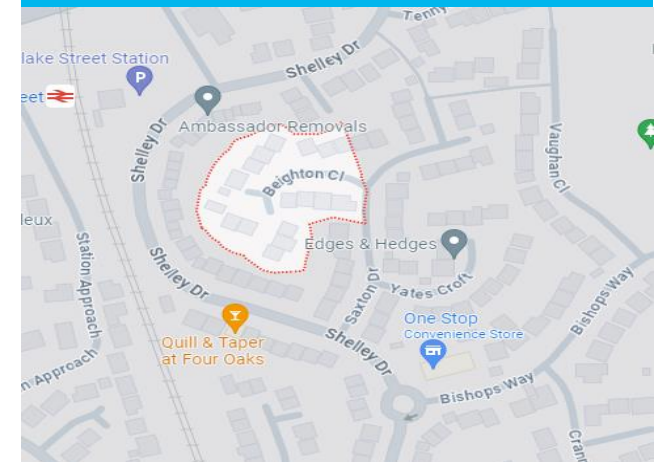 Tenny
lake Street Station
P
Shelley Dr
eet
Ambassador Removals
Shelley Dr
Vaughan Cl
Beighton Cl
leux
Station Approach
Edges & Hedges
Bishops Way
Shelley Dr
Saxton Dr
Yates Croft
One Stop
Convenience Store
Quill & Taper
at Four Oaks
Shelley Dr
n Approach
Bishops Way
Crann